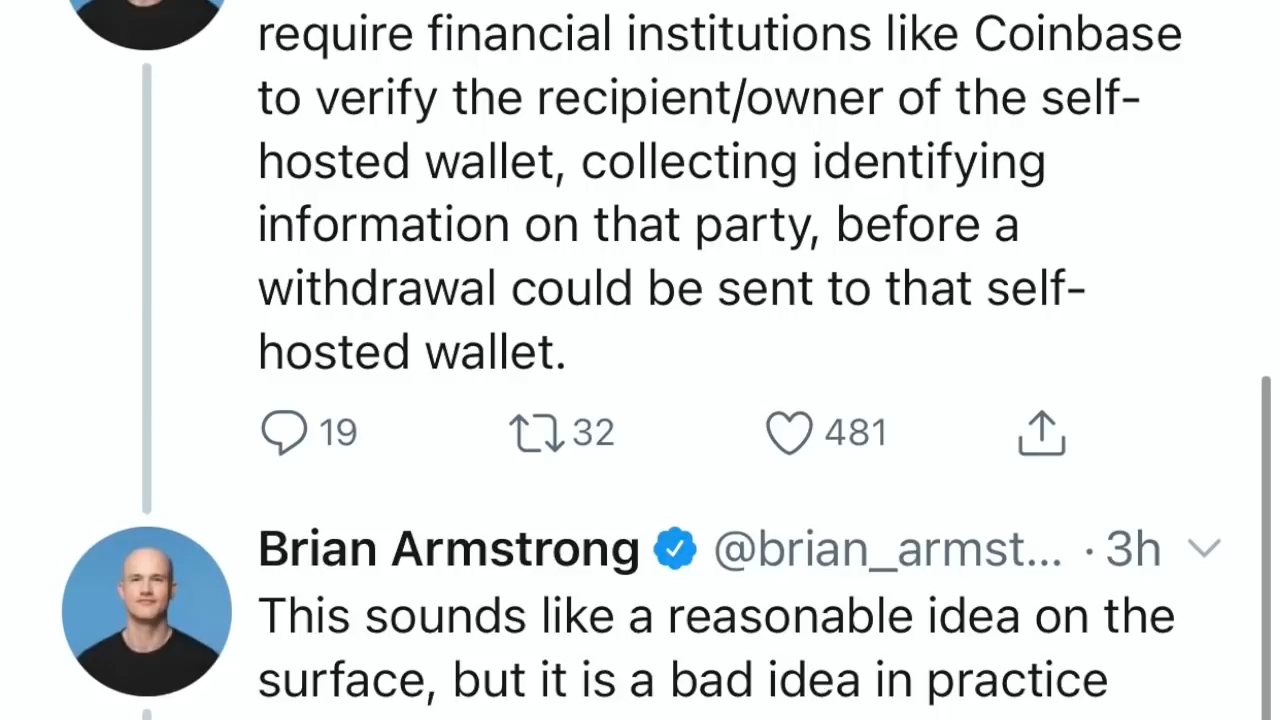 require financial institutions like Coinbase
to verify the recipient/owner of the self-
hosted wallet, collecting identifying
information on that party, before a
withdrawal could be sent to that self-
hosted wallet.
19 32 481
Brian Armstrong @brian_armst... · 3h
This sounds like a reasonable idea on the
surface, but it is a bad idea in practice